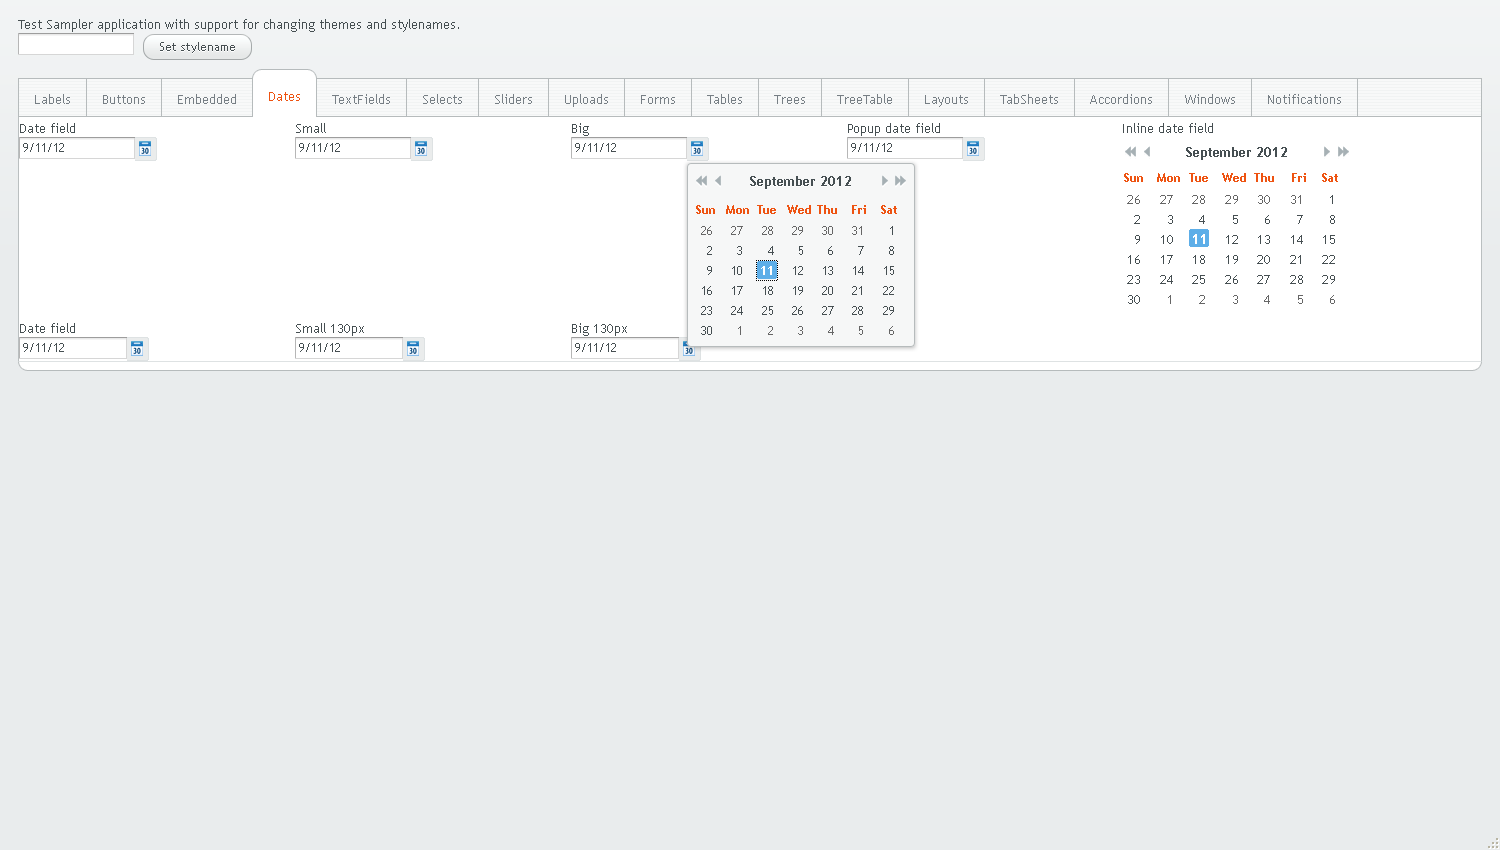 Test Sampler application with support for changing themes and stylenames.
Set stylename
Labels Buttons Embedded Dates TextFields Selects Sliders Uploads Forms Tables Trees TreeTable Layouts TabSheets Accordions Windows Notifications
Date field Small Big Popup date field Inline date field
9/11/12 30 9/11/12 30 9/11/12 30 9/11/12 30
September 2012
Sun Mon Tue Wed Thu Fri Sat
26 27 28 29 30 31 1
2 3 4 5 6 7 8
9 10 11 12 13 14 15
16 17 18 19 20 21 22
23 24 25 26 27 28 29
30 1 2 3 4 5 6
September 2012
Sun Mon Tue Wed Thu Fri Sat
26 27 28 29 30 31 1
2 3 4 5 6 7 8
9 10 11 12 13 14 15
16 17 18 19 20 21 22
23 24 25 26 27 28 29
30 1 2 3 4 5 6
Date field Small 130px Big 130px
9/11/12 30 9/11/12 30 9/11/12 30